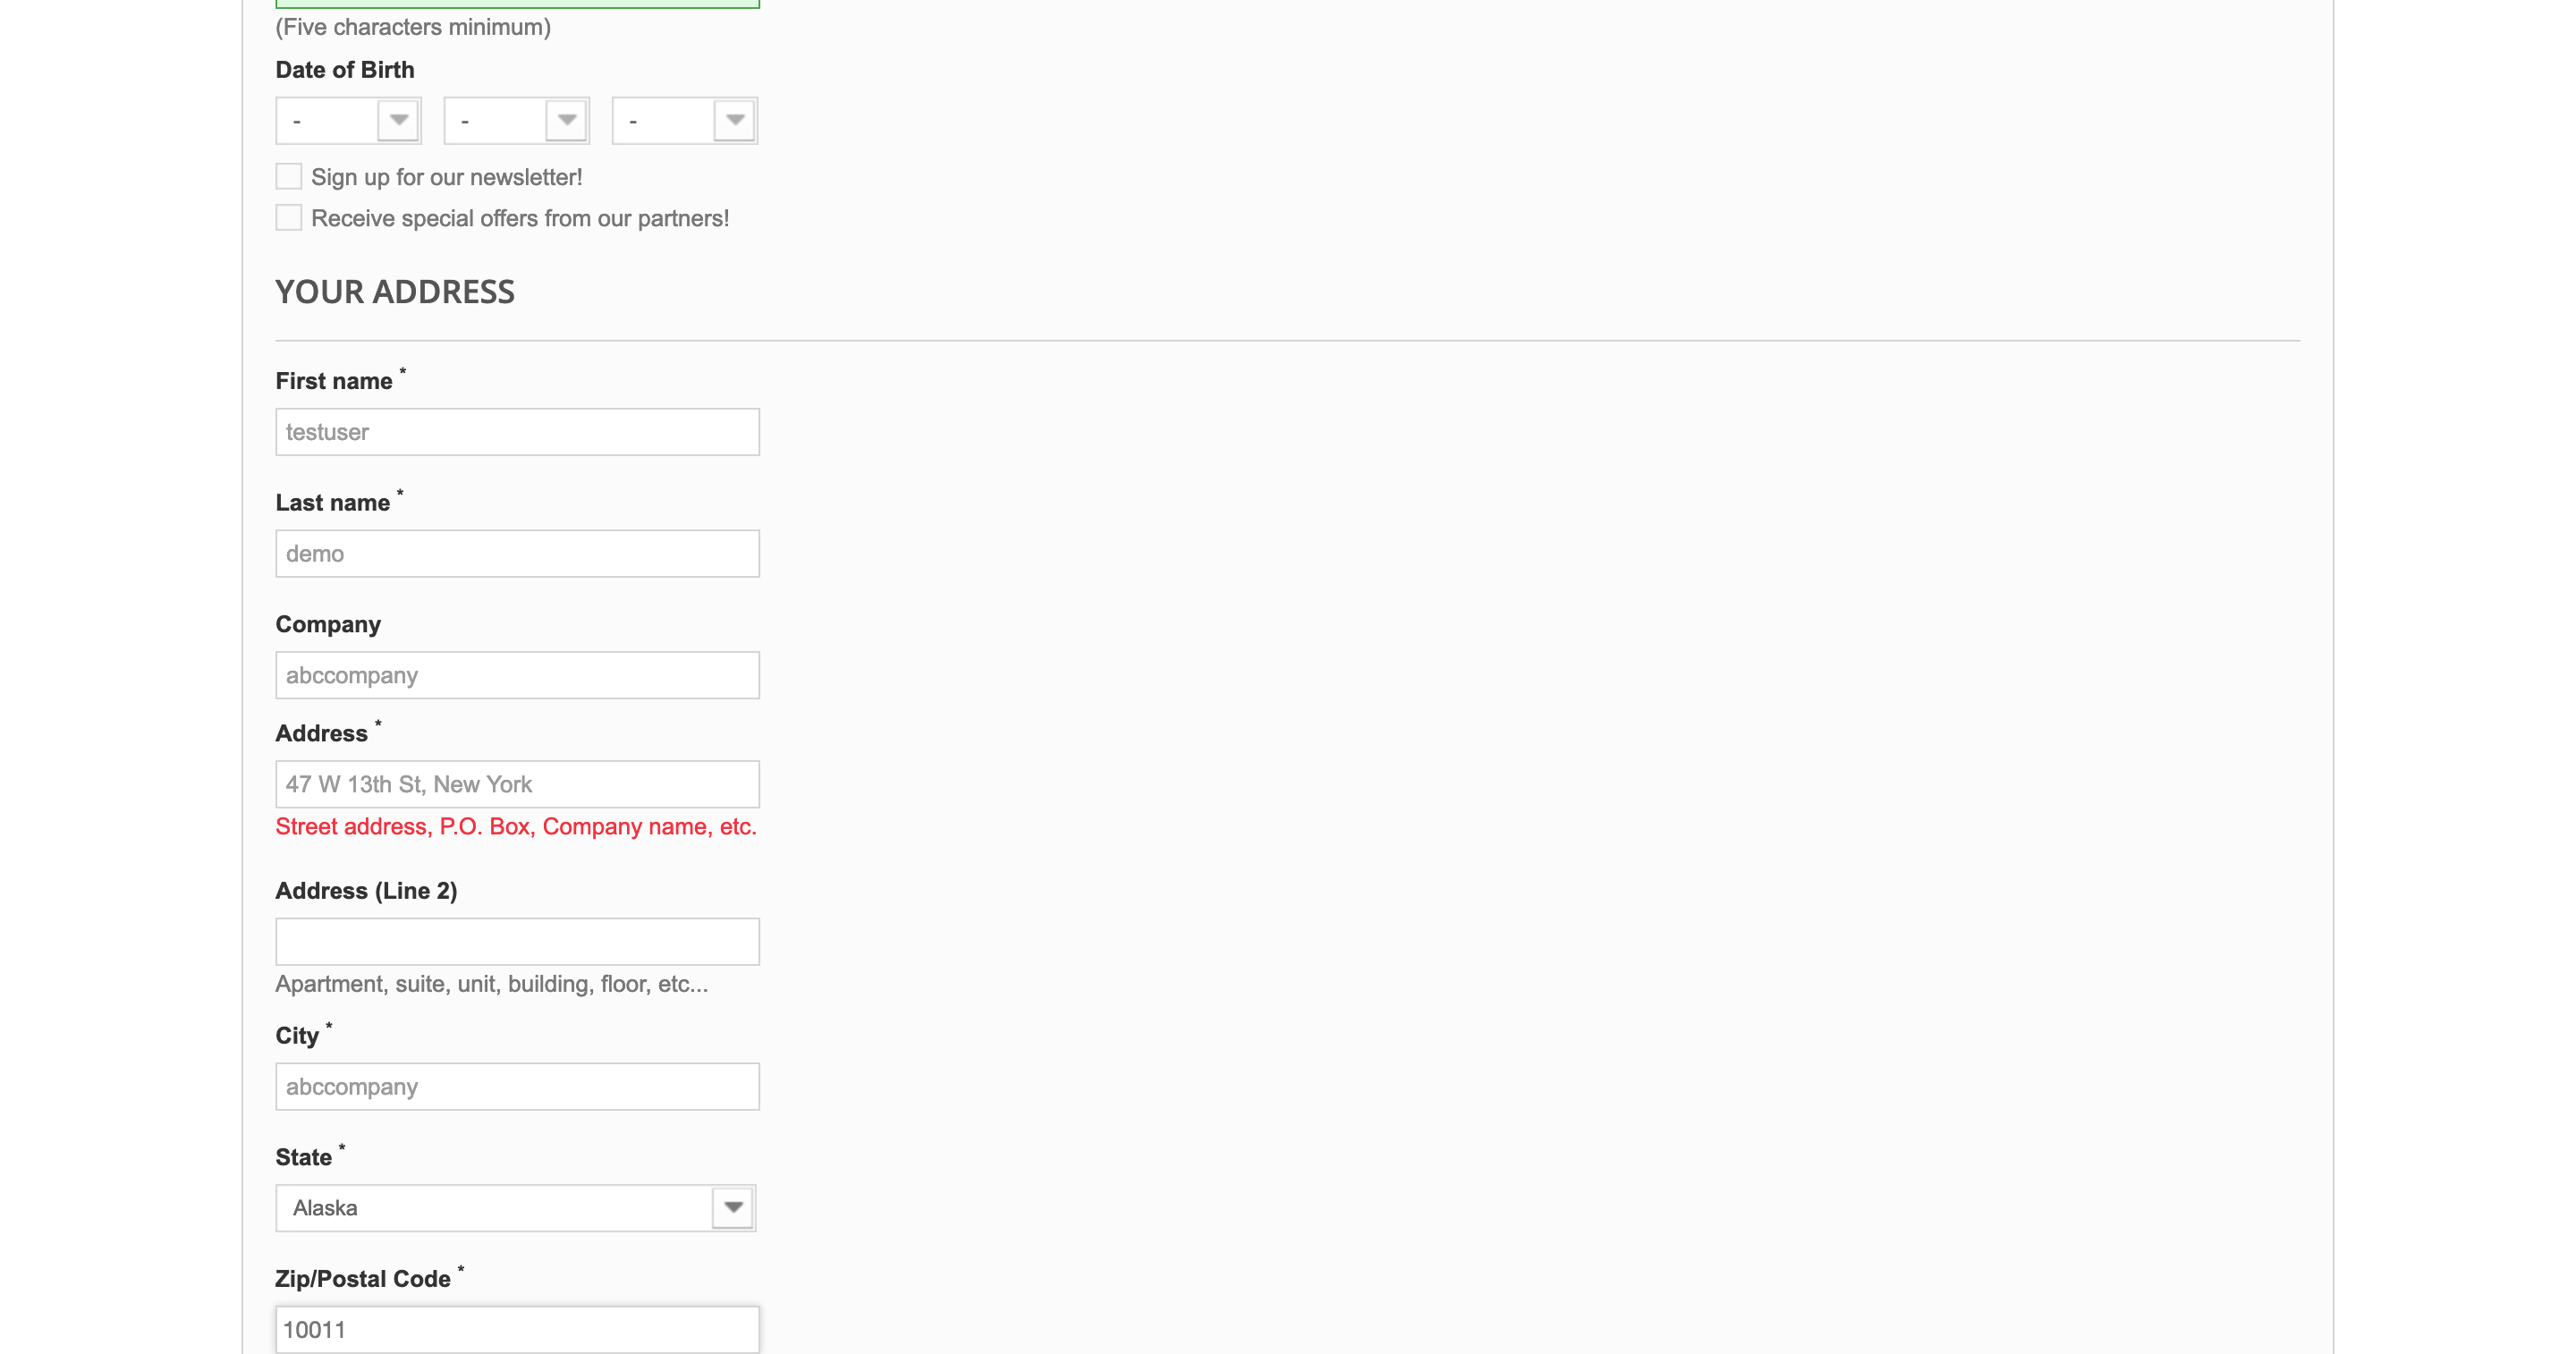 (Five characters minimum)
Date of Birth
- - -
Sign up for our newsletter!
Receive special offers from our partners!
YOUR ADDRESS
First name *
testuser
Last name *
demo
Company
abccompany
Address *
47 W 13th St, New York
Street address, P.O. Box, Company name, etc.
Address (Line 2)
Apartment, suite, unit, building, floor, etc...
City *
abccompany
State *
Alaska
Zip/Postal Code *
10011